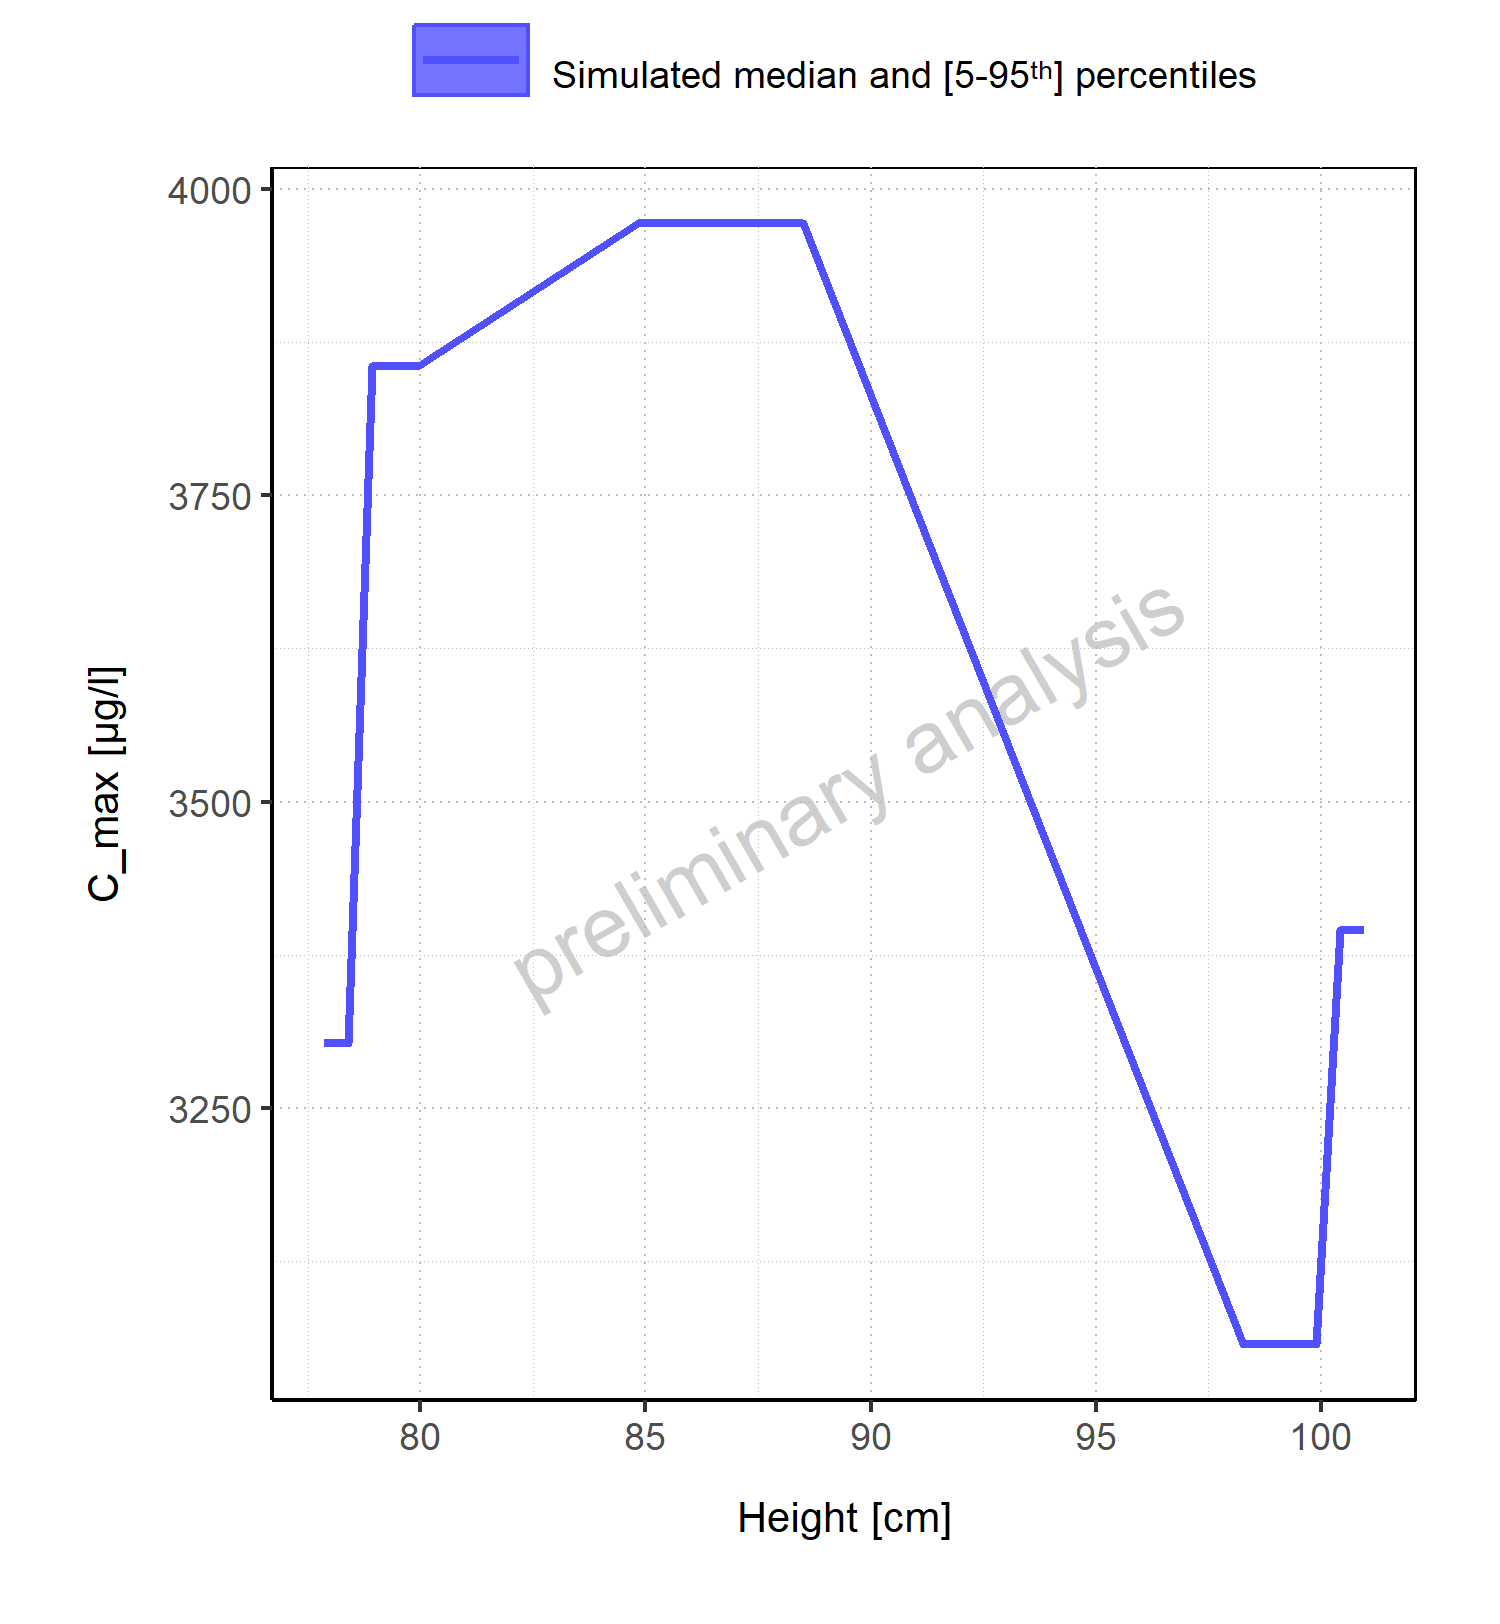 Simulated median and [5-95ᵗʰ] percentiles
4000
3750
3500
3250
C_max [µg/l]
preliminary analysis
80 85 90 95 100
Height [cm]